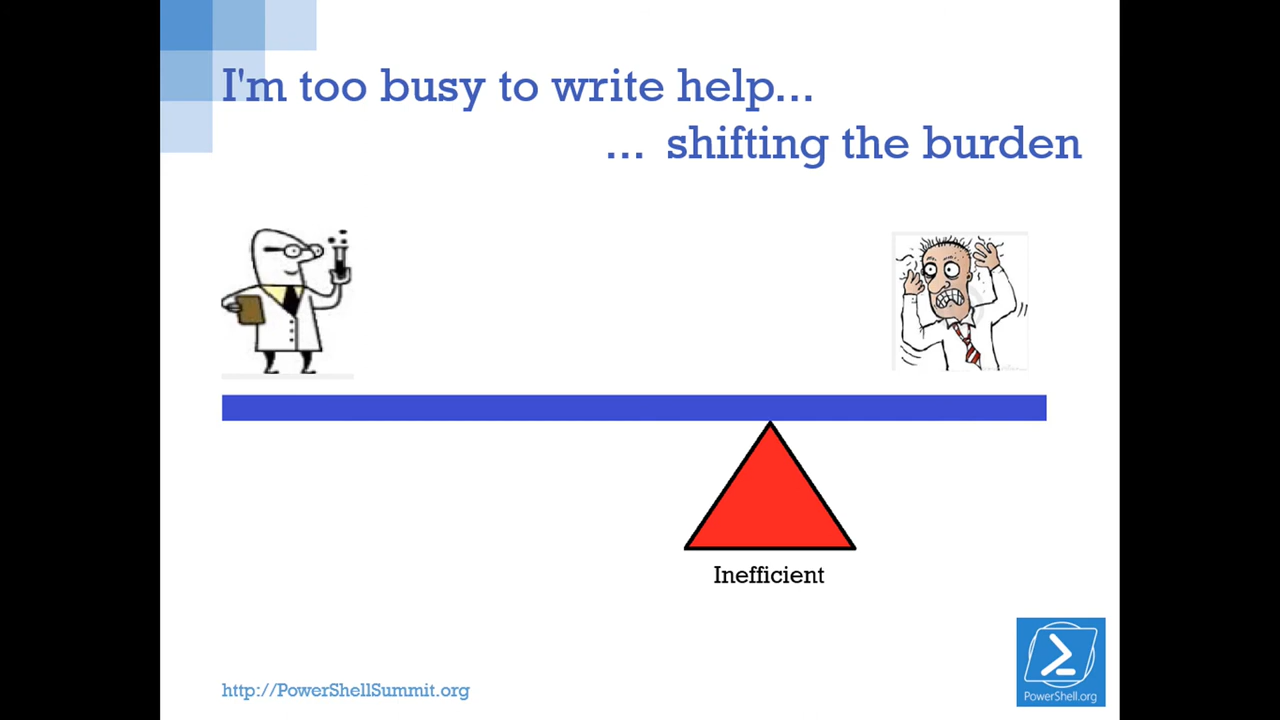 I'm too busy to write help...
... shifting the burden
Inefficient
http://PowerShellSummit.org
PowerShell.org